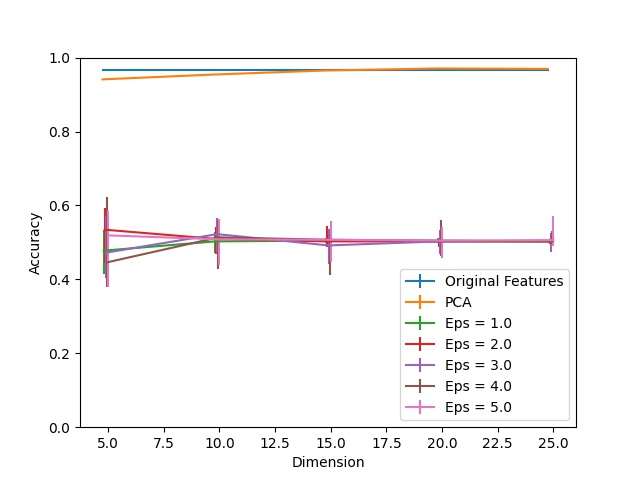 1.0
0.8
0.6
0.4
0.2
0.0
Accuracy
Original Features
PCA
Eps = 1.0
Eps = 2.0
Eps = 3.0
Eps = 4.0
Eps = 5.0
5.0 7.5 10.0 12.5 15.0 17.5 20.0 22.5 25.0
Dimension